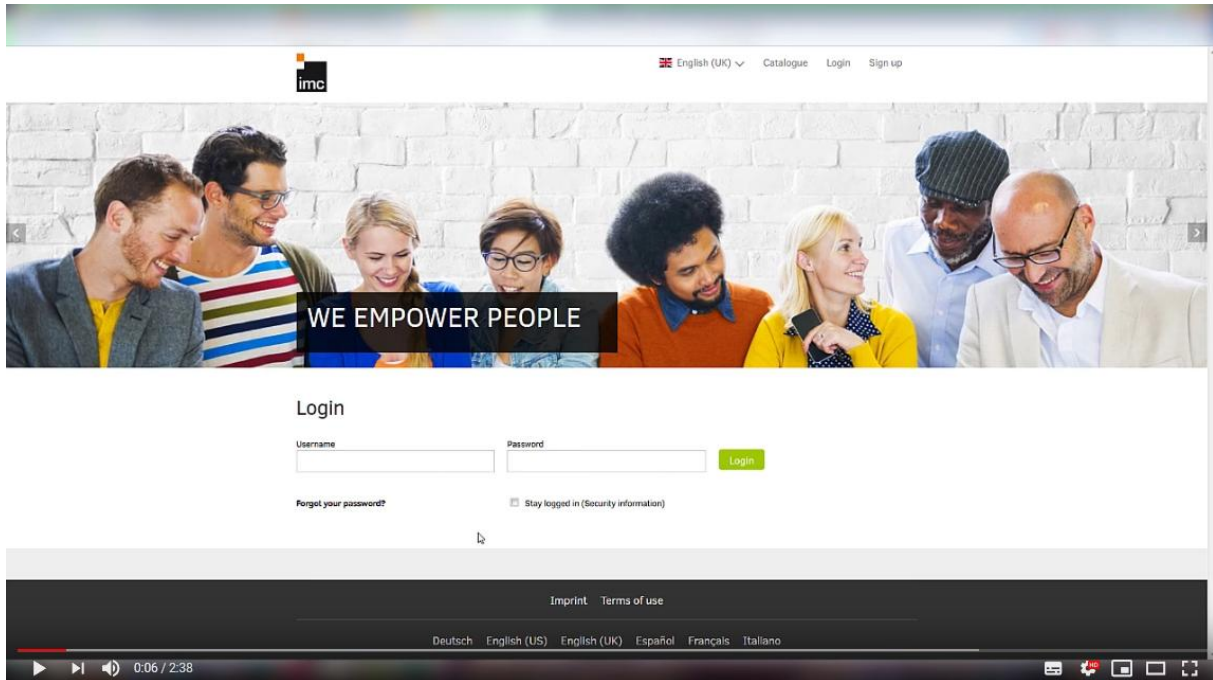 imc
English (UK) Catalogue Login Sign up
WE EMPOWER PEOPLE
Login
Username Password
Login
Forgot your password? Stay logged in (Security information)
Imprint Terms of use
Deutsch English (US) English (UK) Español Français Italiano
0:06 / 2:38
HD